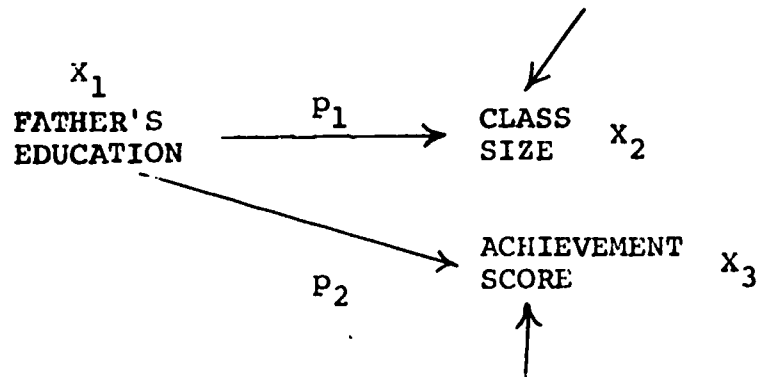 X1
FATHER'S
EDUCATION
p1
CLASS
SIZE
X2
ACHIEVEMENT
SCORE
X3
p2